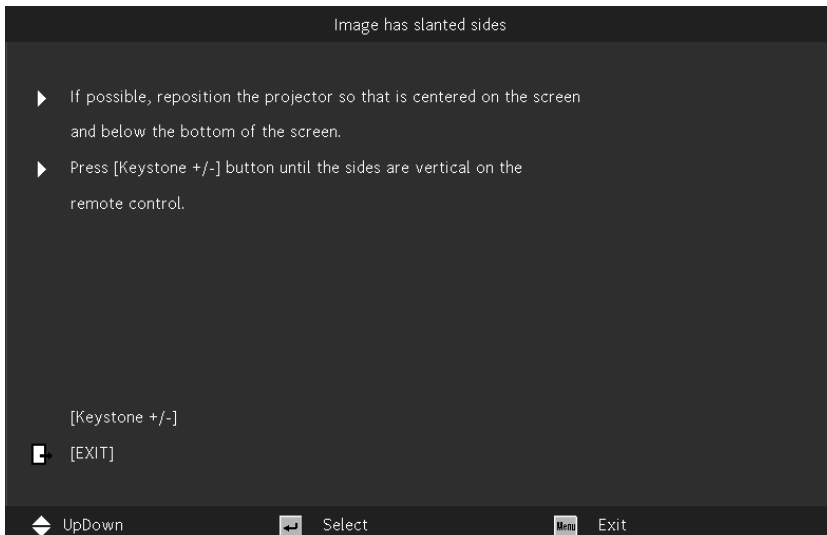 Image has slanted sides
If possible, reposition the projector so that is centered on the screen
and below the bottom of the screen.
Press [Keystone +/-] button until the sides are vertical on the
remote control.
[Keystone +/-]
[EXIT]
UpDown Select Menu Exit